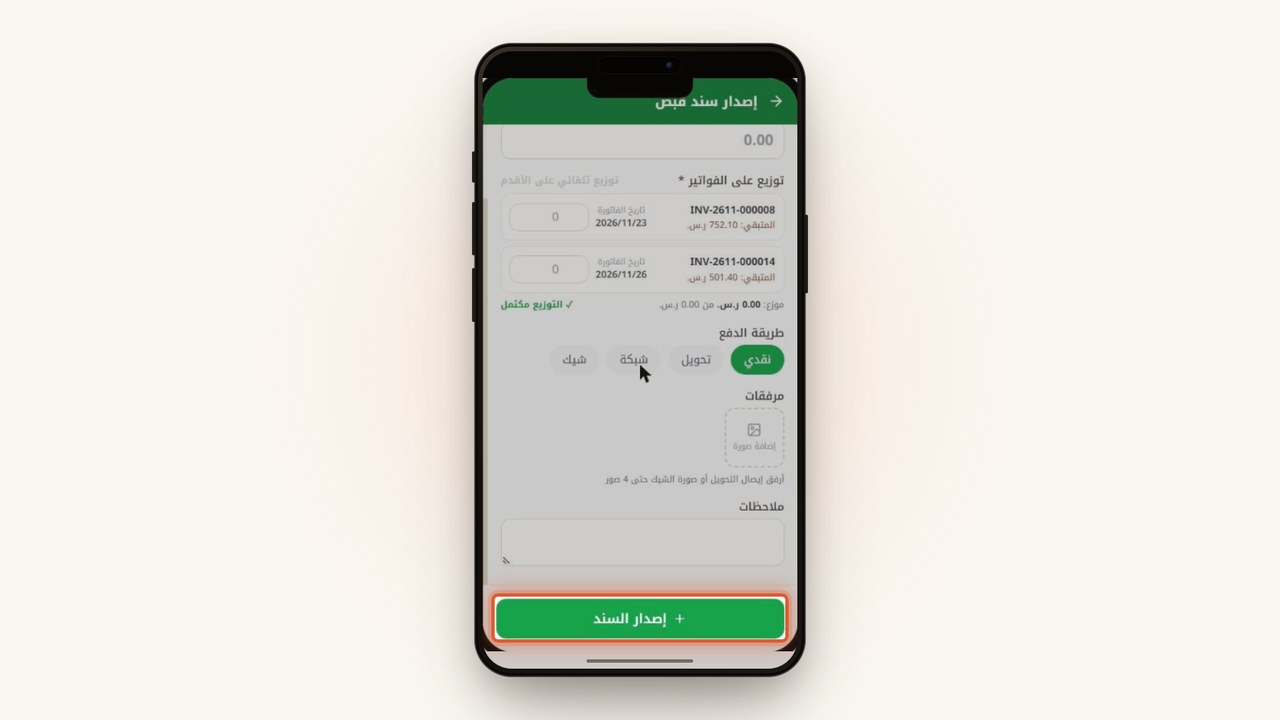 إصدار سند قبض
0.00
توزيع على الفواتير *
توزيع تلقائي على الأقدم
INV-2611-000008
المتبقي: 752.10 ر.س.
تاريخ الفاتورة
2026/11/23
0
INV-2611-000014
المتبقي: 501.40 ر.س.
تاريخ الفاتورة
2026/11/26
0
موزع: 0.00 ر.س. من 0.00 ر.س.
✓ التوزيع مكتمل
طريقة الدفع
نقدي
تحويل
شبكة
شيك
مرفقات
إضافة صورة
أرفق إيصال التحويل أو صورة الشيك حتى 4 صور
ملاحظات
+ إصدار السند